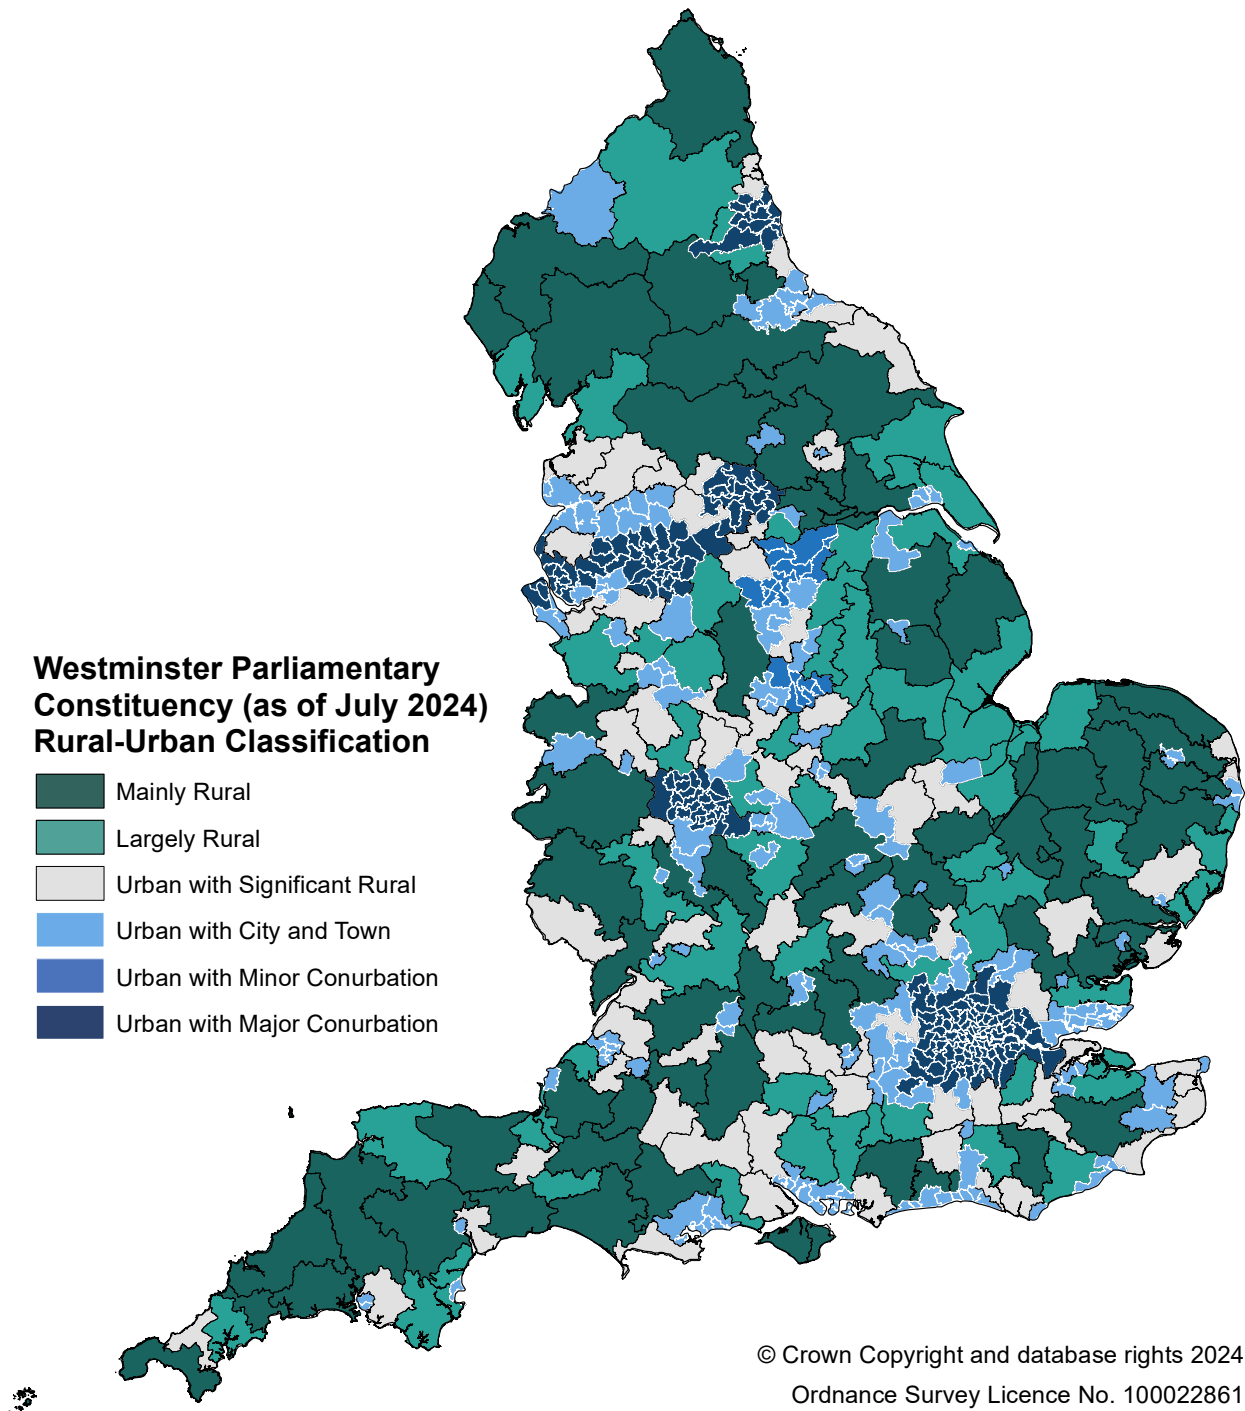 Westminster Parliamentary
Constituency (as of July 2024)
Rural-Urban Classification
Mainly Rural
Largely Rural
Urban with Significant Rural
Urban with City and Town
Urban with Minor Conurbation
Urban with Major Conurbation
© Crown Copyright and database rights 2024
Ordnance Survey Licence No. 100022861